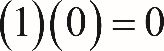 (1)(0) = 0